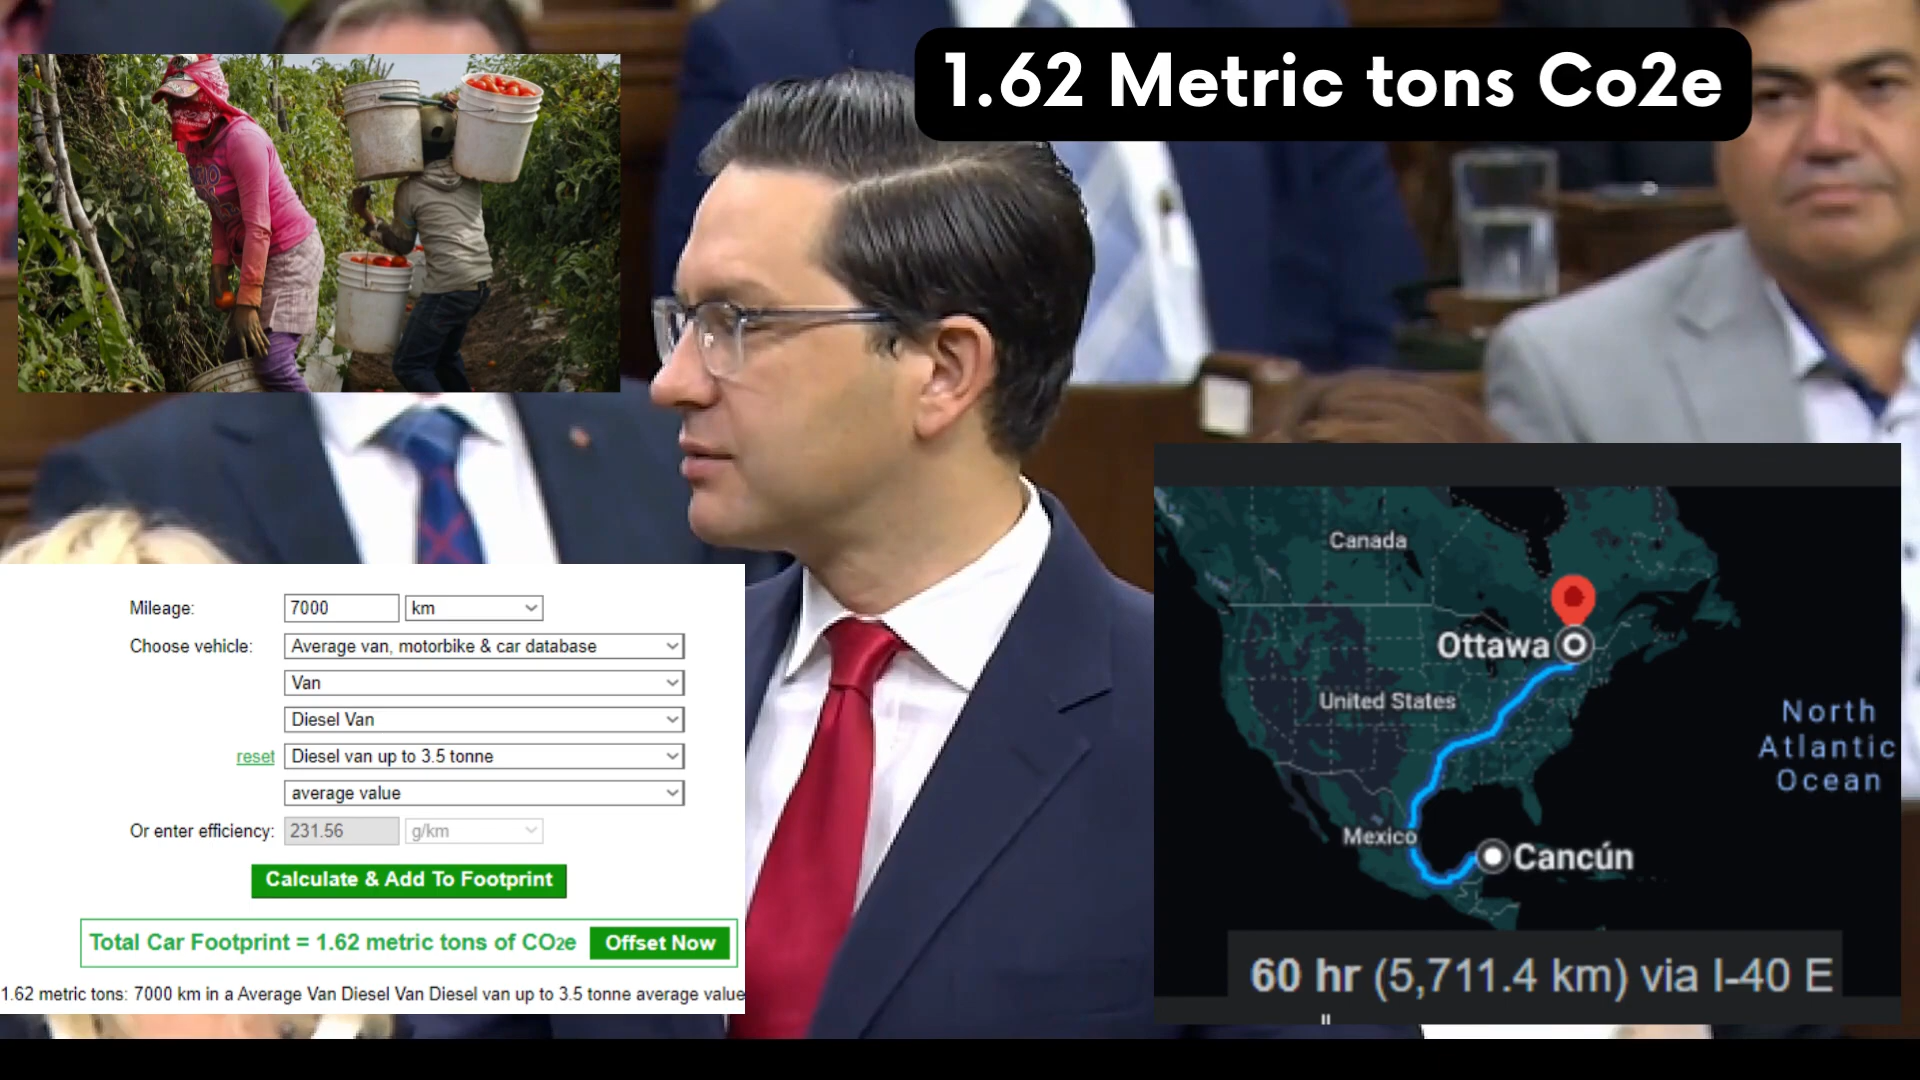 1.62 Metric tons Co2e
Mileage: 7000 km
Choose vehicle: Average van, motorbike & car database
Van
Diesel Van
reset Diesel van up to 3.5 tonne
average value
Or enter efficiency: 231.56 g/km
Calculate & Add To Footprint
Total Car Footprint = 1.62 metric tons of CO2e Offset Now
1.62 metric tons: 7000 km in a Average Van Diesel Van Diesel van up to 3.5 tonne average value
Canada
Ottawa
United States
North
Atlantic
Ocean
Mexico
Cancún
60 hr (5,711.4 km) via I-40 E